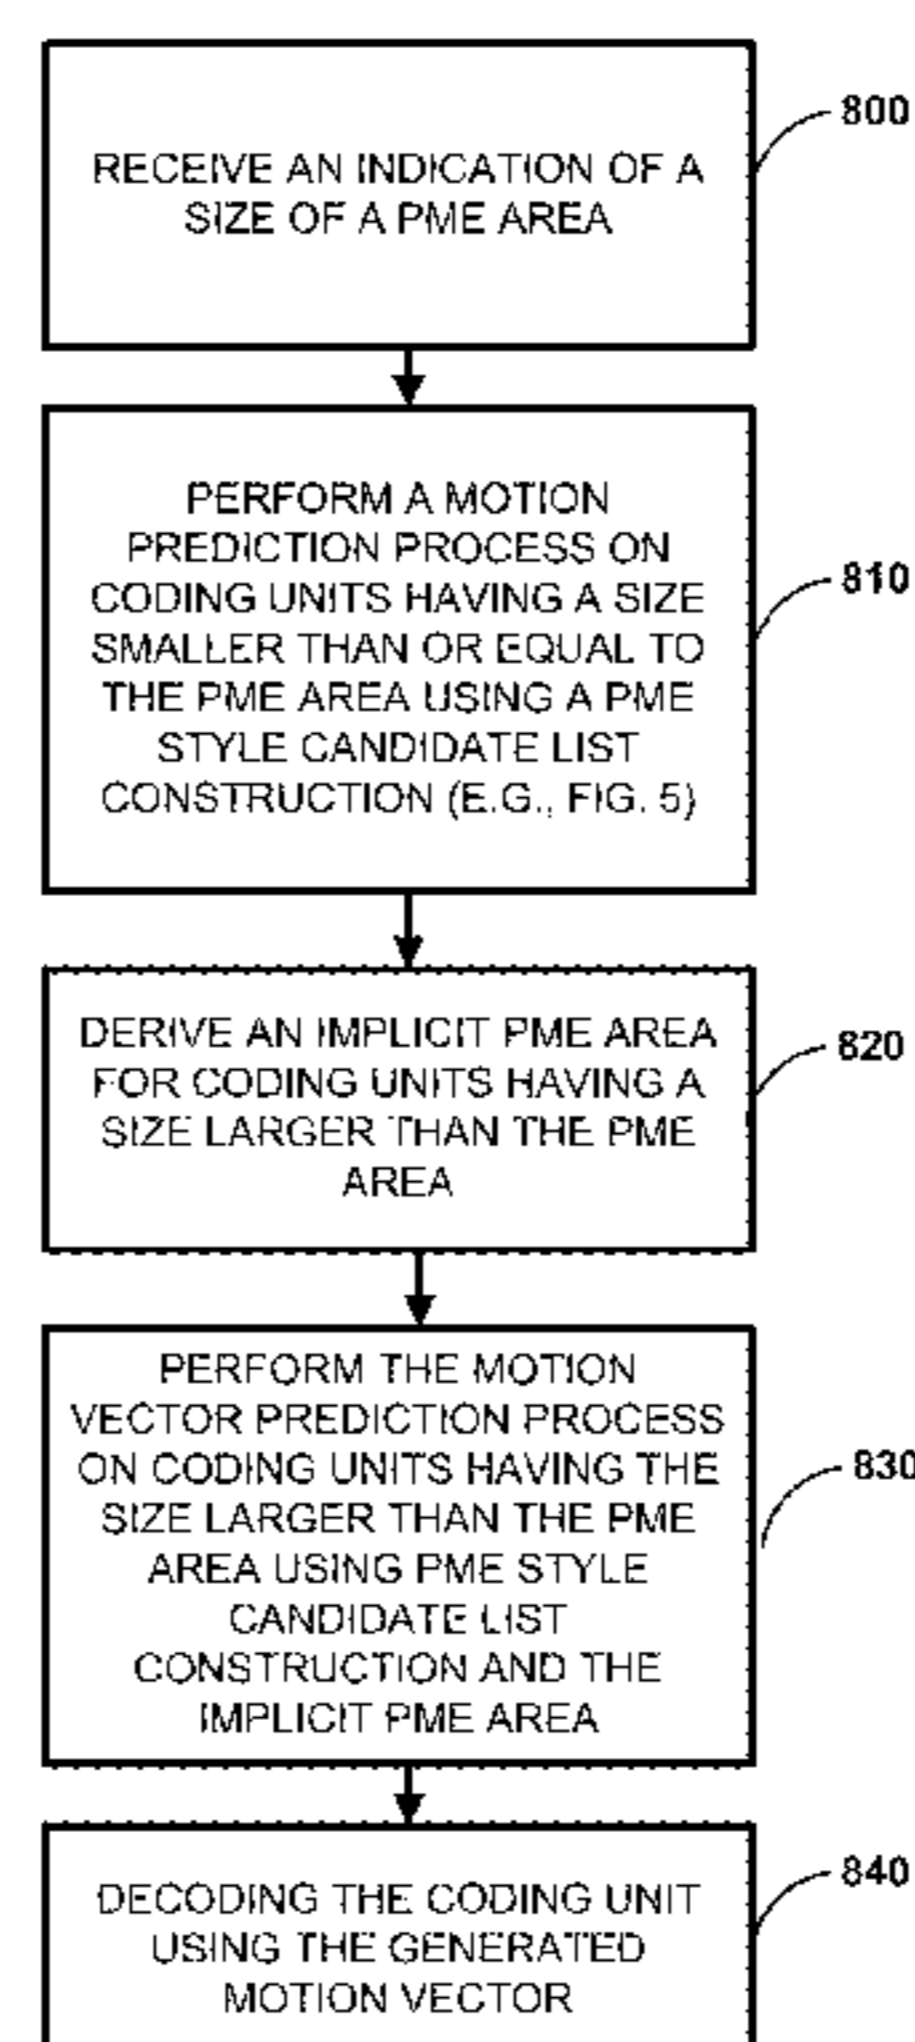 RECEIVE AN INDICATION OF A
SIZE OF A PME AREA
800
PERFORM A MOTION
PREDICTION PROCESS ON
CODING UNITS HAVING A SIZE
SMALLER THAN OR EQUAL TO
THE PME AREA USING A PME
STYLE CANDIDATE LIST
CONSTRUCTION (E.G., FIG. 5)
810
DERIVE AN IMPLICIT PME AREA
FOR CODING UNITS HAVING A
SIZE LARGER THAN THE PME
AREA
820
PERFORM THE MOTION
VECTOR PREDICTION PROCESS
ON CODING UNITS HAVING THE
SIZE LARGER THAN THE PME
AREA USING PME STYLE
CANDIDATE LIST
CONSTRUCTION AND THE
IMPLICIT PME AREA
830
DECODING THE CODING UNIT
USING THE GENERATED
MOTION VECTOR
840